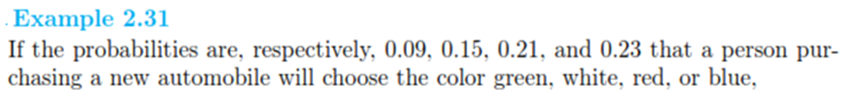 Example 2.31
If the probabilities are, respectively, 0.09, 0.15, 0.21, and 0.23 that a person pur-
chasing a new automobile will choose the color green, white, red, or blue,